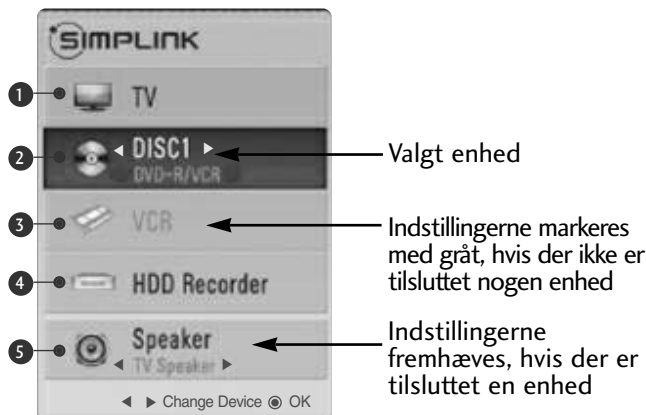 SIMPLINK
1 TV
2 ◄ DISC1 ► Valgt enhed
DVD-R/VCR
3 VCR
Indstillingerne markeres
med gråt, hvis der ikke er
tilsluttet nogen enhed
4 HDD Recorder
5 Speaker
◄ TV Speaker ►
Indstillingerne
fremhæves, hvis der er
tilsluttet en enhed
◄ ► Change Device ◉ OK